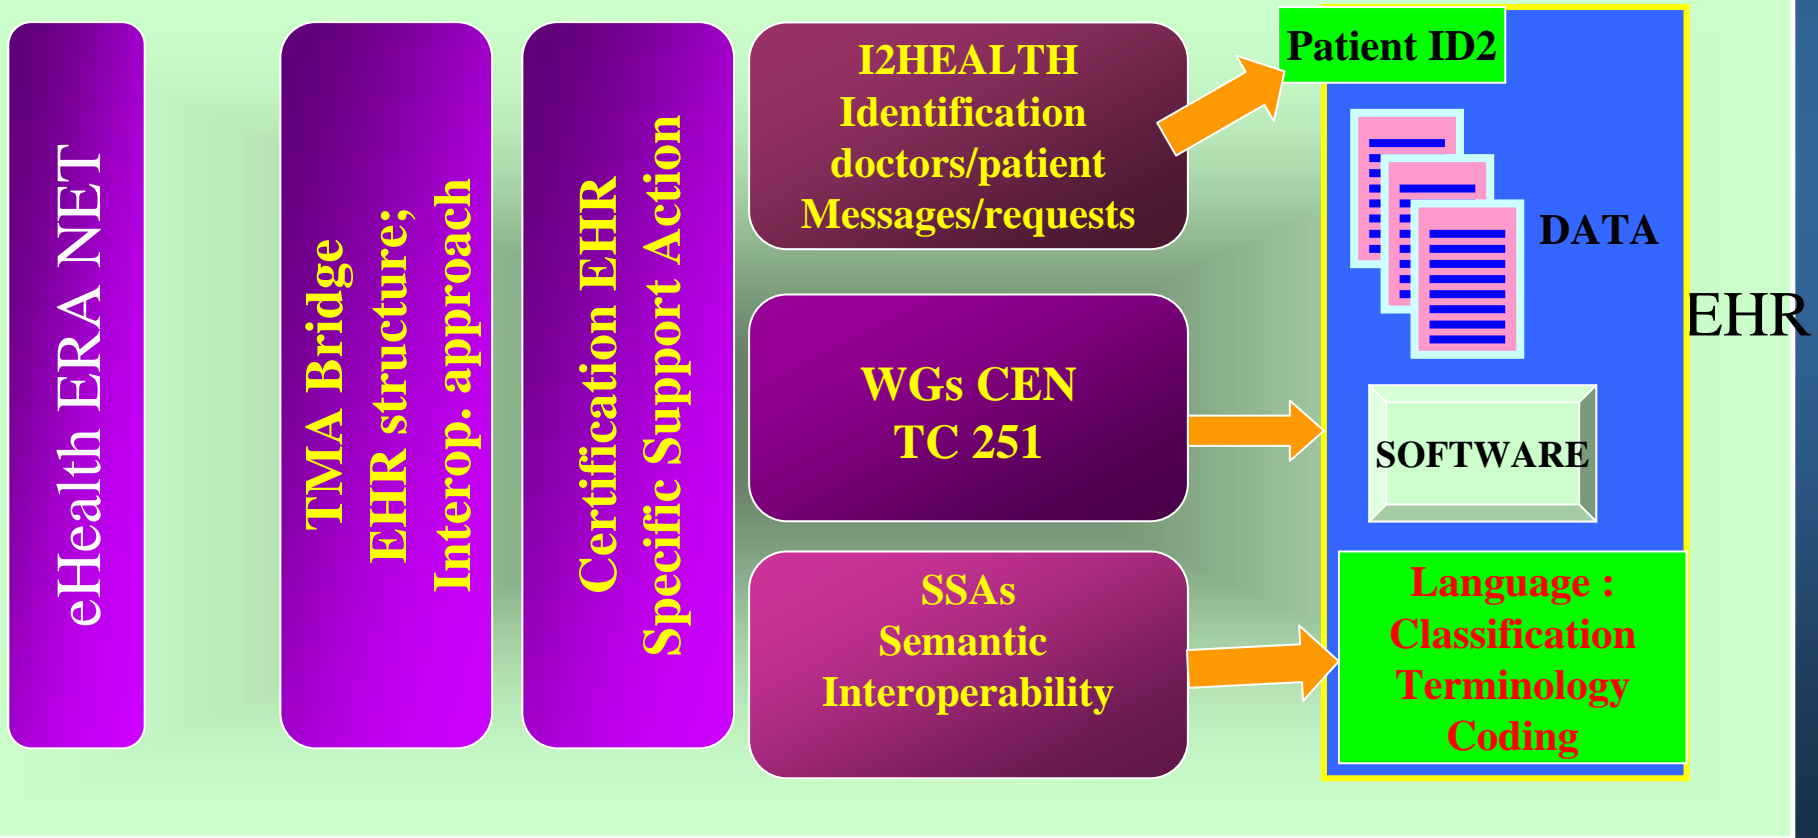 eHealth ERA NET
TMA Bridge
EHR structure;
Interop. approach
Certification EHR
Specific Support Action
I2HEALTH
Identification
doctors/patient
Messages/requests
WGs CEN
TC 251
SSAs
Semantic
Interoperability
Patient ID2
DATA
EHR
SOFTWARE
Language :
Classification
Terminology
Coding